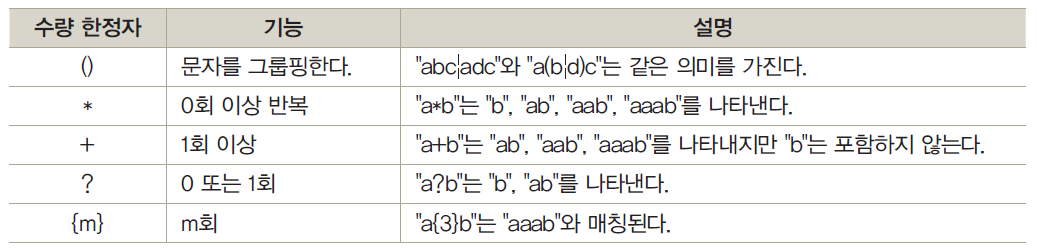 수량 한정자 기능 설명
() 문자를 그룹핑한다. "abc¦adc"와 "a(b¦d)c"는 같은 의미를 가진다.
* 0회 이상 반복 "a*b"는 "b", "ab", "aab", "aaab"를 나타낸다.
+ 1회 이상 "a+b"는 "ab", "aab", "aaab"를 나타내지만 "b"는 포함하지 않는다.
? 0 또는 1회 "a?b"는 "b", "ab"를 나타낸다.
{m} m회 "a{3}b"는 "aaab"와 매칭된다.